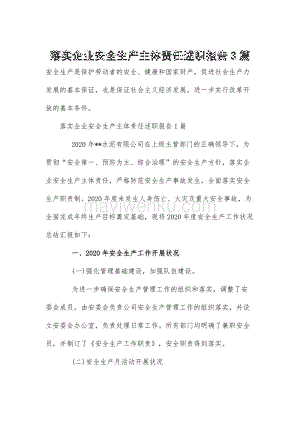 落实企业安全生产主体责任述职报告3篇
安全生产是保护劳动者的安全、健康和国家财产，促进社会生产力
发展的基本保证，也是保证社会主义经济发展，进一步实行改革开
放的基本条件。
落实企业安全生产主体责任述职报告1篇
2020年**水泥有限公司在上级主管部门的正确领导下，为
贯彻“安全第一、预防为主、综合治理”的安全生产方针，落实企
业安全生产主体责任，严格防范安全生产事故发生，全面落实安全
生产职责制。2020年度未发生人身伤亡、火灾及重大安全事故，为
全面完成年终生产目标奠定基础，现将2020年度安全生产工作状况
总结汇报如下：
一、2020年安全生产工作开展状况
(一)强化管理基础建设，加强队伍建设。
为进一步保将安全生产管理工作的组织和落实，调整了安
委会成员，由安委会负责公司安全生产管理工作的组织落实，并设
立安委会办公室，负责处理日常工作。所有部门均明确了兼职安全
员，并制订了《安全生产工作职责》，安全职责得到落实。
(二)安全生产月活动开展状况